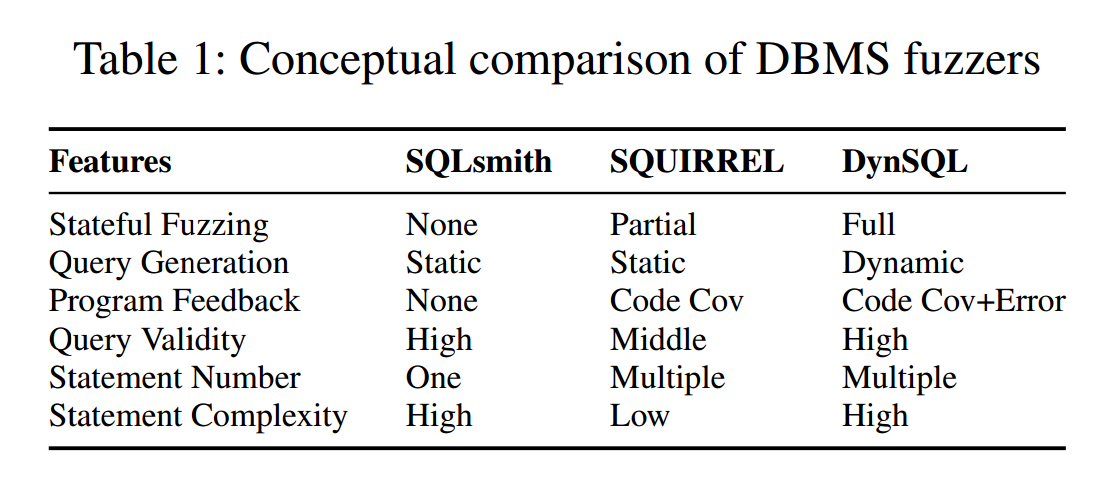 Table 1: Conceptual comparison of DBMS fuzzers
Features SQLsmith SQUIRREL DynSQL
Stateful Fuzzing None Partial Full
Query Generation Static Static Dynamic
Program Feedback None Code Cov Code Cov+Error
Query Validity High Middle High
Statement Number One Multiple Multiple
Statement Complexity High Low High